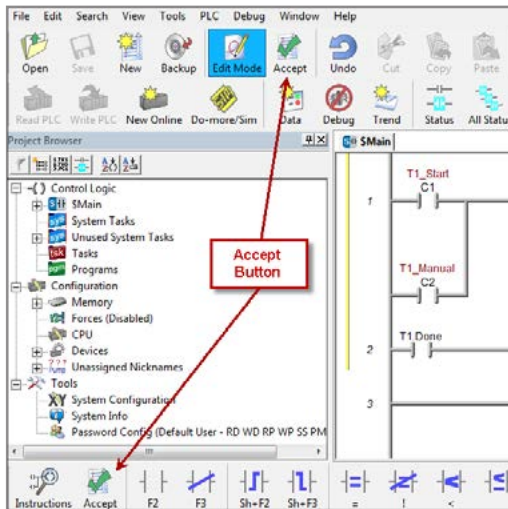 File Edit Search View Tools PLC Debug Window Help
Open Save New Backup Edit Mode Accept Undo Cut Copy Paste
Read PLC Write PLC New Online Do-more/Sim Data Debug Trend Status All Statu
Project Browser
$Main
Control Logic
$Main
System Tasks
Unused System Tasks
Tasks
Programs
Configuration
Memory
Forces (Disabled)
CPU
Devices
Unassigned Nicknames
Tools
System Configuration
System Info
Password Config (Default User - RD WD RP WP SS PM
Accept
Button
T1_Start
C1
1
T1_Manual
C2
T1 Done
2
3
Instructions Accept F2 F3 Sh+F2 Sh+F3 = ! <